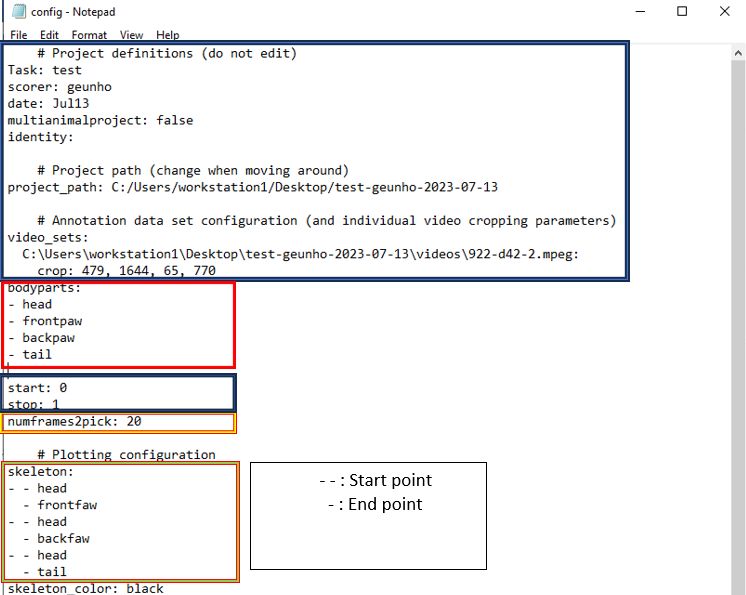 config - Notepad
File Edit Format View Help
# Project definitions (do not edit)
Task: test
scorer: geunho
date: Jul13
multianimalproject: false
identity:
# Project path (change when moving around)
project_path: C:/Users/workstation1/Desktop/test-geunho-2023-07-13
# Annotation data set configuration (and individual video cropping parameters)
video_sets:
C:\Users\workstation1\Desktop\test-geunho-2023-07-13\videos\922-d42-2.mpeg:
crop: 479, 1644, 65, 770
bodyparts:
- head
- frontpaw
- backpaw
- tail
start: 0
stop: 1
numframes2pick: 20
# Plotting configuration
skeleton:
- - head
- frontfaw
- - head
- backfaw
- - head
- tail
skeleton_color: black
- - : Start point
- : End point